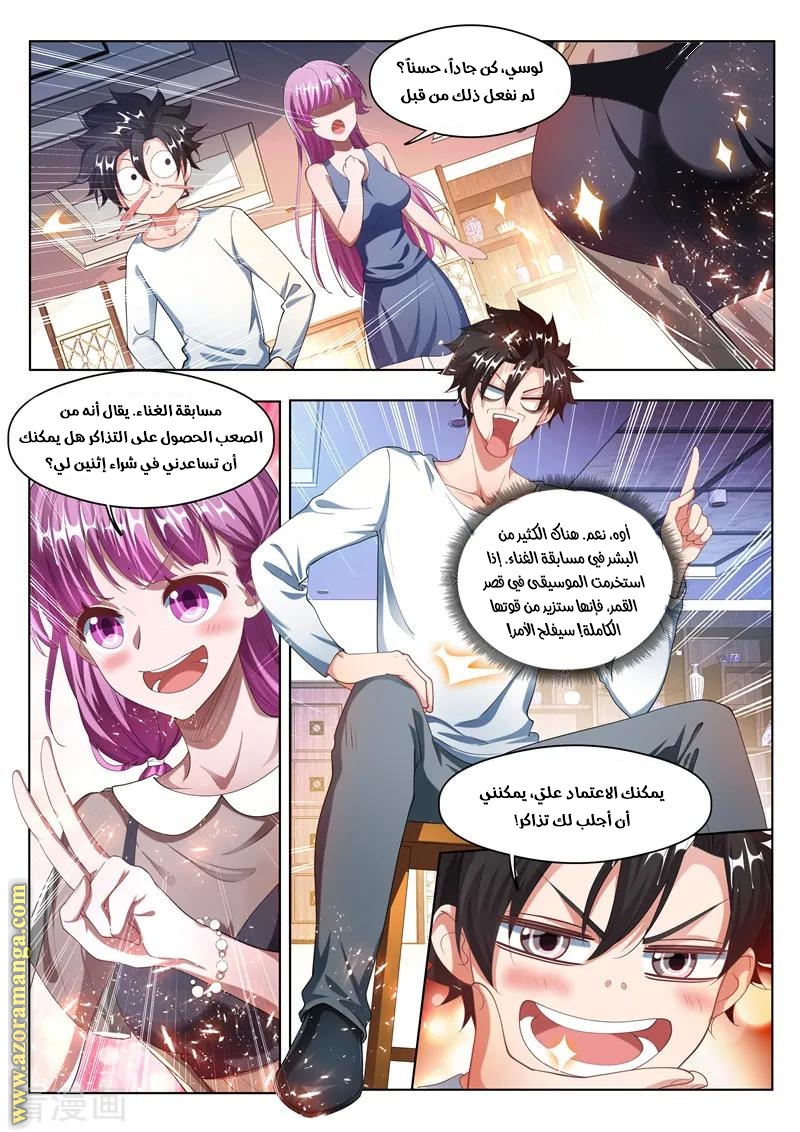 لوسي، كن جاداً، حسناً؟
لم نفعل ذلك من قبل
مسابقة الغناء. يقال أنه من
الصعب الحصول على التذاكر هل يمكنك
أن تساعدني في شراء إثنين لي؟
أوه، نعم. هناك الكثير من
البشر في مسابقة الغناء. إذا
استخدمت الموسيقى في قصر
القمر، فإنها ستزيد من قوتها
الكاملة! سيفلح الأمر!
يمكنك الاعتماد عليّ، يمكنني
أن أجلب لك تذاكر!
www.azoramanga.com
看漫画